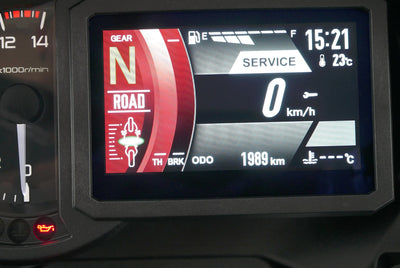 12 14
x1000r/min
GEAR
N
ROAD
TH BRK
E F
15:21
23°C
SERVICE
0
km/h
ODO 1989 km
---°C